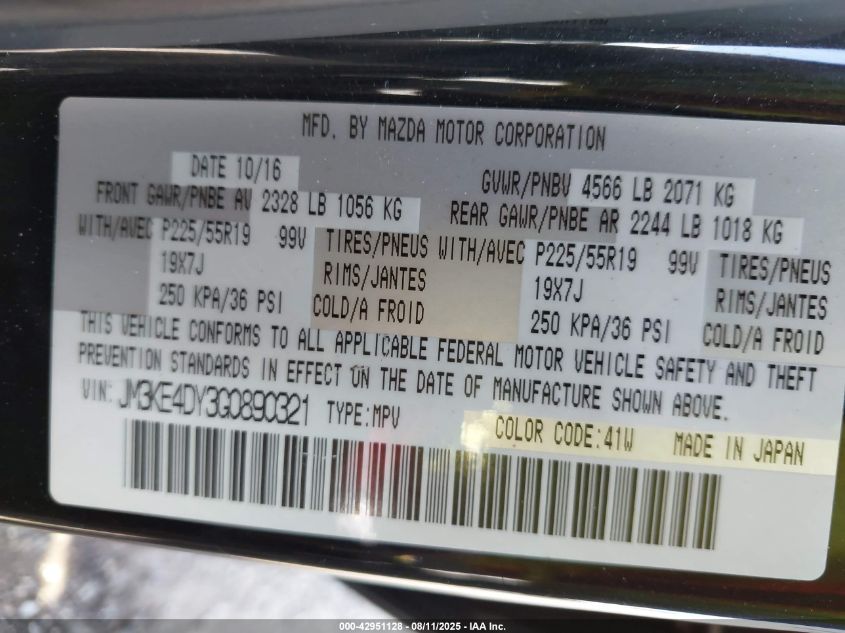 MFD. BY MAZDA MOTOR CORPORATION
DATE 10/16
GVWR/PNBV 4566 LB 2071 KG
FRONT GAWR/PNBE AV 2328 LB 1056 KG
REAR GAWR/PNBE AR 2244 LB 1018 KG
WITH/AVEC P225/55R19 99V TIRES/PNEUS WITH/AVEC P225/55R19 99V TIRES/PNEUS
19X7J RIMS/JANTES 19X7J RIMS/JANTES
250 KPA/36 PSI COLD/A FROID 250 KPA/36 PSI COLD/A FROID
THIS VEHICLE CONFORMS TO ALL APPLICABLE FEDERAL MOTOR VEHICLE SAFETY AND THEFT
PREVENTION STANDARDS IN EFFECT ON THE DATE OF MANUFACTURE SHOWN ABOVE.
VIN: JM3KE4DY3G0890321 TYPE:MPV
COLOR CODE:41W MADE IN JAPAN
000-42951128 - 08/11/2025 - IAA Inc.